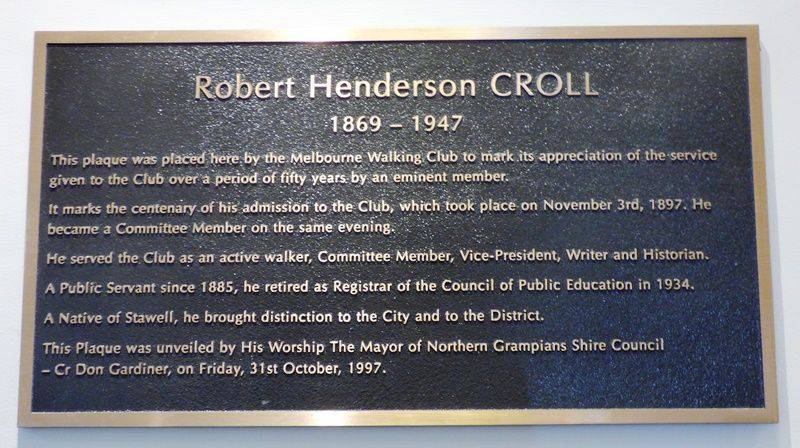 Robert Henderson CROLL
1869 – 1947
This plaque was placed here by the Melbourne Walking Club to mark its appreciation of the service
given to the Club over a period of fifty years by an eminent member.
It marks the centenary of his admission to the Club, which took place on November 3rd, 1897. He
became a Committee Member on the same evening.
He served the Club as an active walker, Committee Member, Vice-President, Writer and Historian.
A Public Servant since 1885, he retired as Registrar of the Council of Public Education in 1934.
A Native of Stawell, he brought distinction to the City and to the District.
This Plaque was unveiled by His Worship The Mayor of Northern Grampians Shire Council
– Cr Don Gardiner, on Friday, 31st October, 1997.